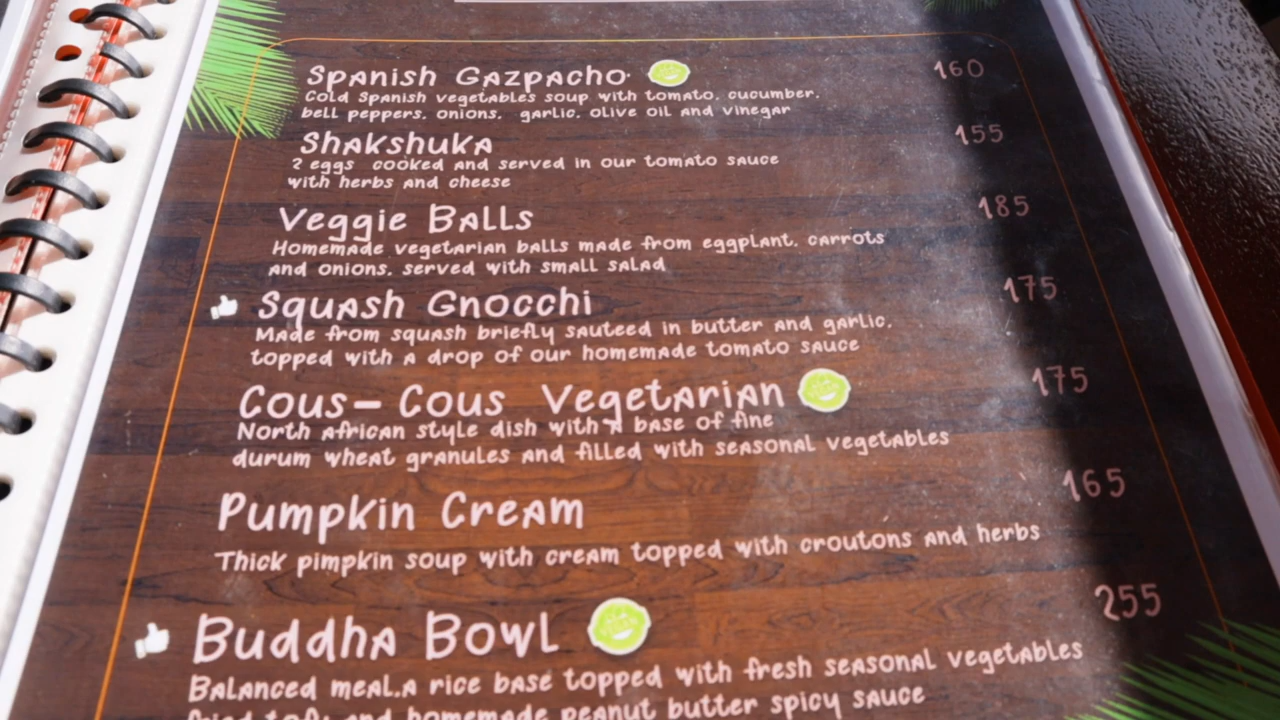 Spanish Gazpacho 160
Cold Spanish vegetables soup with tomato, cucumber,
bell peppers, onions, garlic, olive oil and vinegar
Shakshuka 155
2 eggs cooked and served in our tomato sauce
with herbs and cheese
Veggie Balls 185
Homemade vegetarian balls made from eggplant, carrots
and onions, served with small salad
Squash Gnocchi 175
Made from squash briefly sauteed in butter and garlic,
topped with a drop of our homemade tomato sauce
Cous- Cous Vegetarian 175
North African style dish with a base of fine
durum wheat granules and filled with seasonal vegetables
Pumpkin Cream 165
Thick pimpkin soup with cream topped with croutons and herbs
Buddha Bowl 255
Balanced meal.a rice base topped with fresh seasonal vegetables
fried tofu and homemade peanut butter spicy sauce